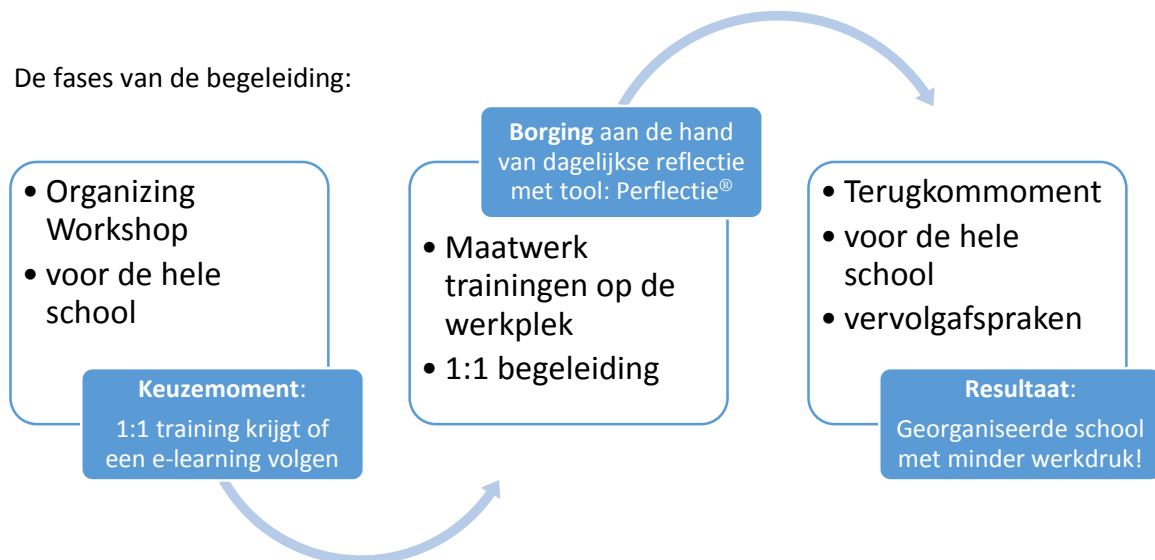 De fases van de begeleiding:
• Organizing
Workshop
• voor de hele
school
Keuzemoment:
1:1 training krijgt of
een e-learning volgen
Borging aan de hand
van dagelijkse reflectie
met tool: Perflectie®
• Maatwerk
trainingen op de
werkplek
• 1:1 begeleiding
• Terugkommoment
• voor de hele
school
• vervolgafspraken
Resultaat:
Georganiseerde school
met minder werkdruk!